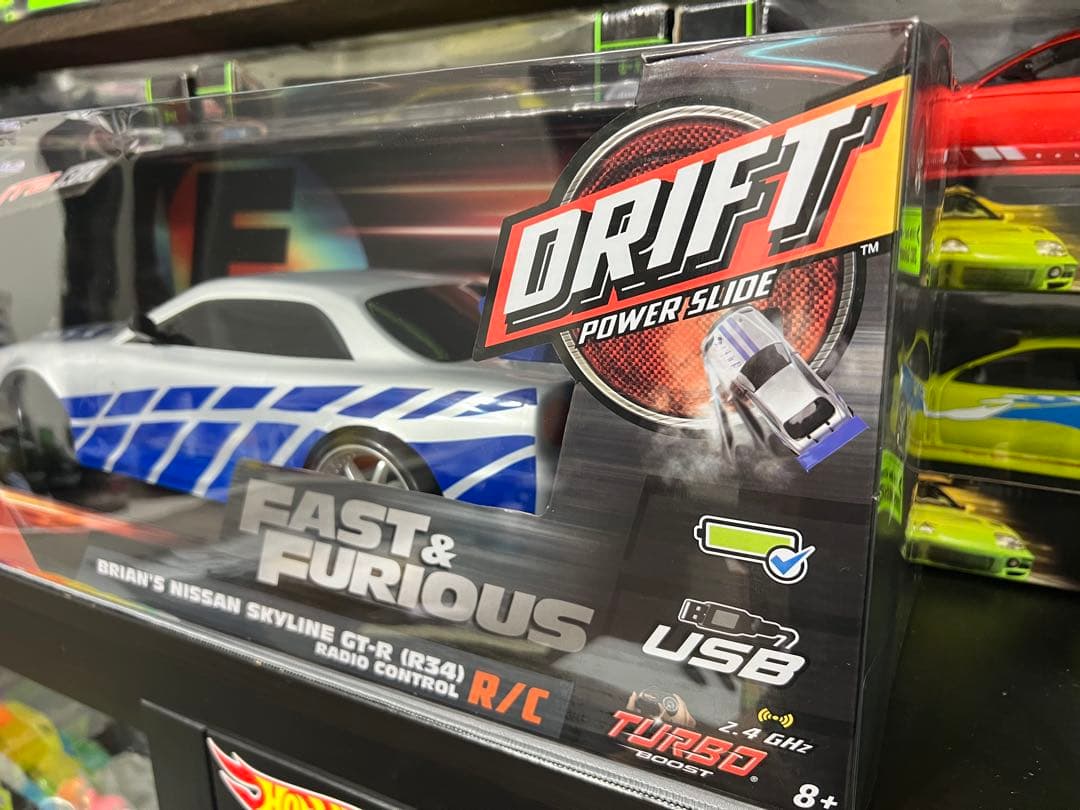 DRIFT
TM
POWER SLIDE
FAST &
FURIOUS
BRIAN'S NISSAN SKYLINE GT-R (R34)
RADIO CONTROL R/C
USB
2.4 GHz
TURBO
BOOST
8+